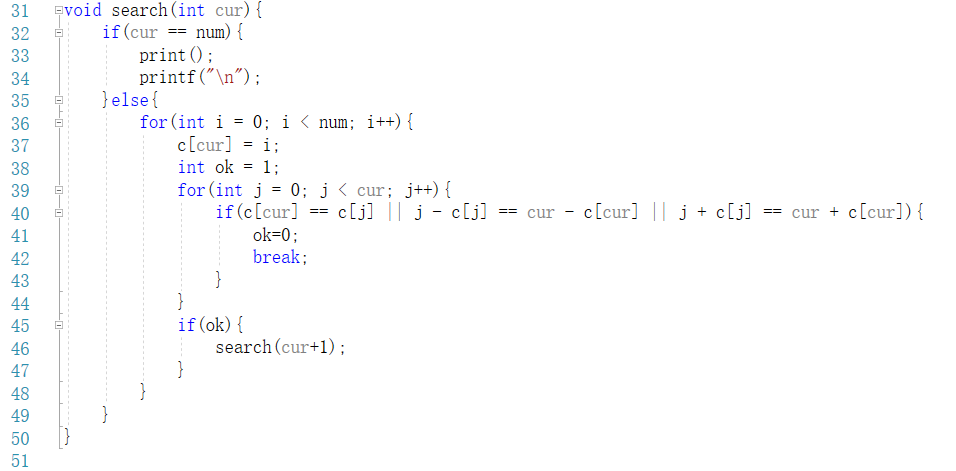 31 void search(int cur){
32     if(cur == num){
33         print();
34         printf("\n");
35     }else{
36         for(int i = 0; i < num; i++){
37             c[cur] = i;
38             int ok = 1;
39             for(int j = 0; j < cur; j++){
40                 if(c[cur] == c[j] || j - c[j] == cur - c[cur] || j + c[j] == cur + c[cur]){
41                     ok=0;
42                     break;
43                 }
44             }
45             if(ok){
46                 search(cur+1);
47             }
48         }
49     }
50 }
51